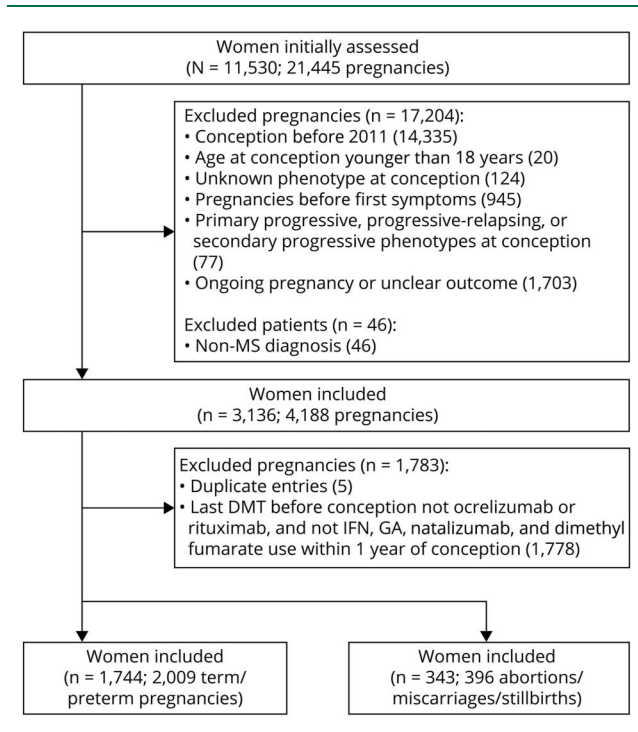 Women initially assessed
(N = 11,530; 21,445 pregnancies)
Excluded pregnancies (n = 17,204):
• Conception before 2011 (14,335)
• Age at conception younger than 18 years (20)
• Unknown phenotype at conception (124)
• Pregnancies before first symptoms (945)
• Primary progressive, progressive-relapsing, or
secondary progressive phenotypes at conception
(77)
• Ongoing pregnancy or unclear outcome (1,703)
Excluded patients (n = 46):
• Non-MS diagnosis (46)
Women included
(n = 3,136; 4,188 pregnancies)
Excluded pregnancies (n = 1,783):
• Duplicate entries (5)
• Last DMT before conception not ocrelizumab or
rituximab, and not IFN, GA, natalizumab, and dimethyl
fumarate use within 1 year of conception (1,778)
Women included
(n = 1,744; 2,009 term/
preterm pregnancies)
Women included
(n = 343; 396 abortions/
miscarriages/stillbirths)